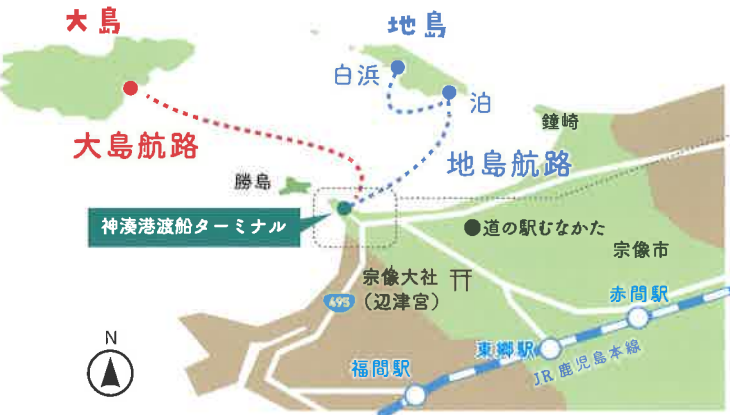 大島
地島
白浜
泊
大島航路
地島航路
鐘崎
勝島
神湊港渡船ターミナル
●道の駅むなかた
宗像市
宗像大社
（辺津宮）
495
赤間駅
東郷駅
JR鹿児島本線
福間駅
N